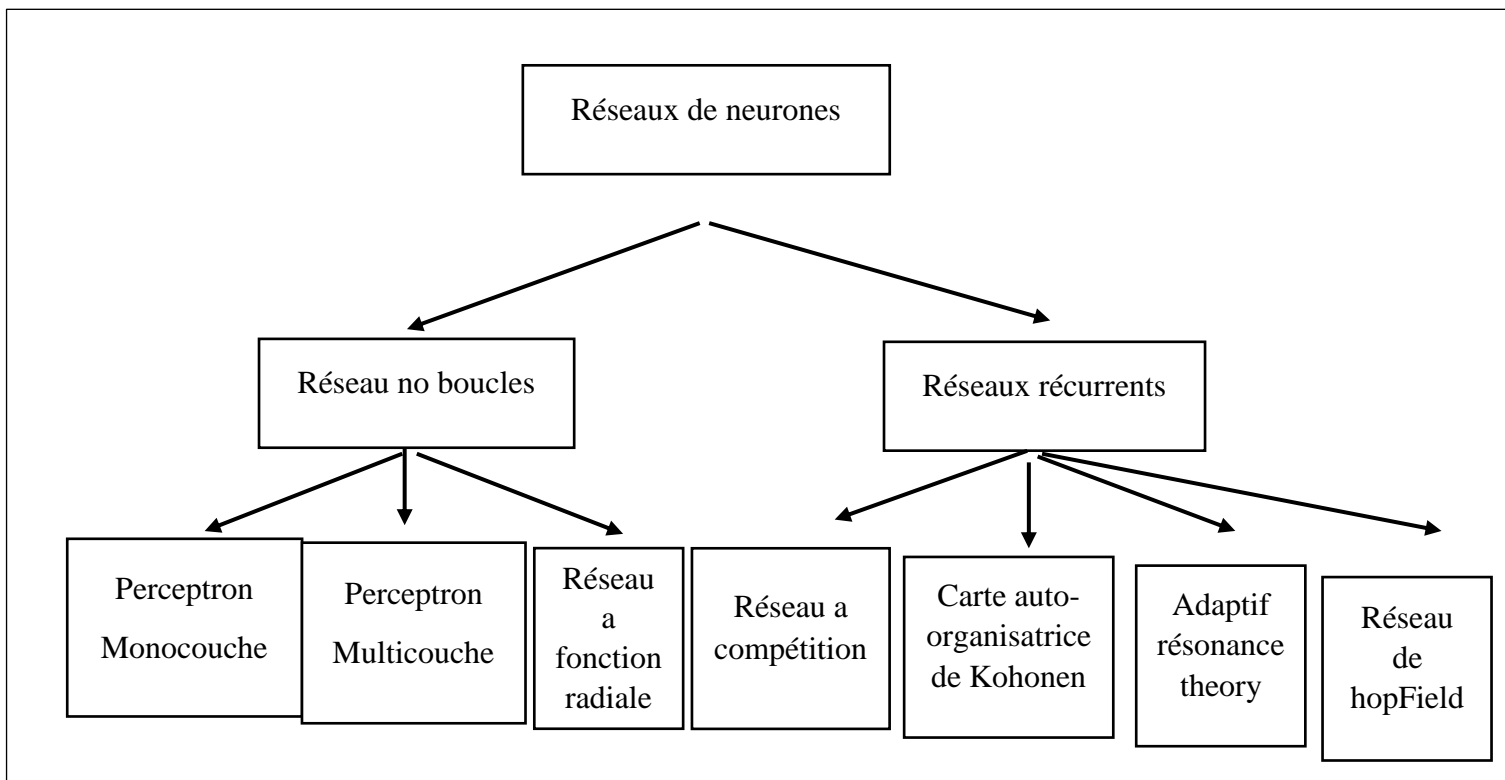 Réseaux de neurones
Réseau no boucles
Réseaux récurrents
Perceptron
Monocouche
Perceptron
Multicouche
Réseau
a
fonction
radiale
Réseau a
compétition
Carte auto-
organisatrice
de Kohonen
Adaptif
résonance
theory
Réseau
de
hopField